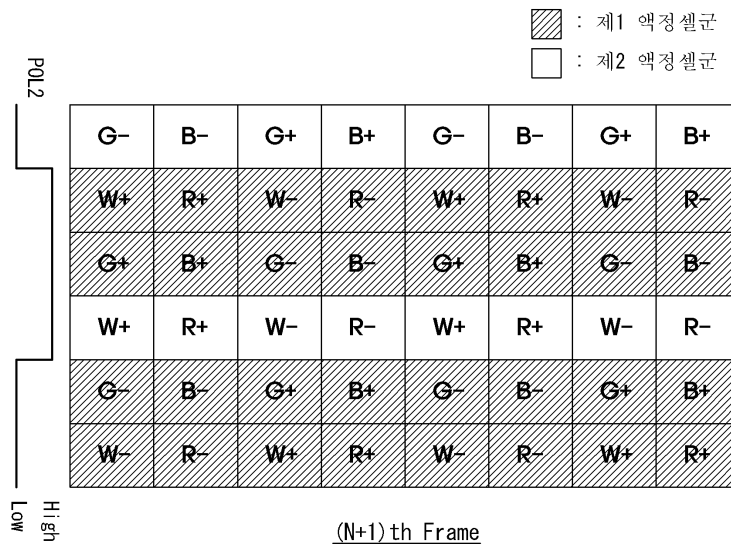 : 제1 액정셀군
: 제2 액정셀군
POL2
G- B- G+ B+ G- B- G+ B+
W+ R+ W- R- W+ R+ W- R-
G+ B+ G- B- G+ B+ G- B-
W+ R+ W- R- W+ R+ W- R-
G- B- G+ B+ G- B- G+ B+
W- R- W+ R+ W- R- W+ R+
High
Low
(N+1)th Frame